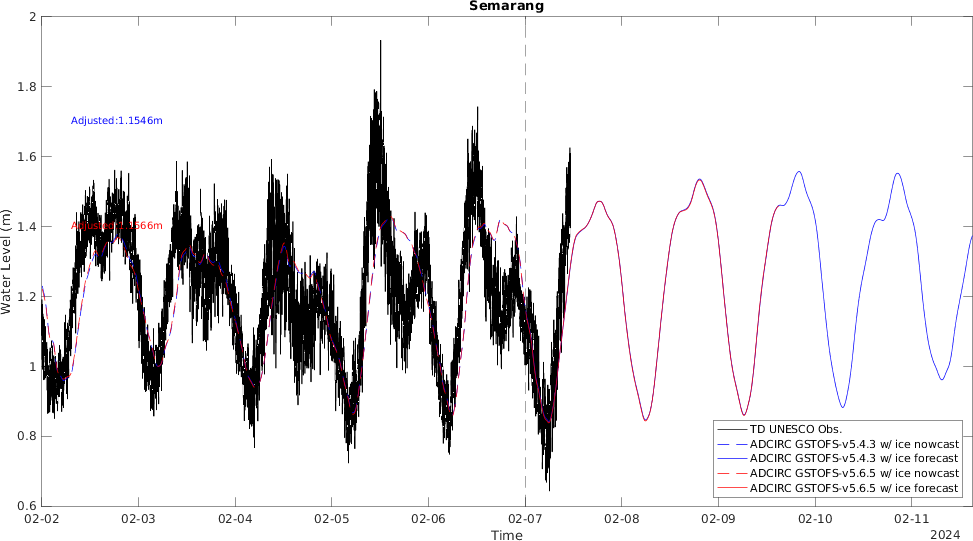 Semarang
2
1.8
1.6
1.4
1.2
1
0.8
0.6
Water Level (m)
Adjusted:1.1546m
Adjusted:1.1566m
02-02
02-03
02-04
02-05
02-06
02-07
02-08
02-09
02-10
02-11
Time
2024
TD UNESCO Obs.
ADCIRC GSTOFS-v5.4.3 w/ ice nowcast
ADCIRC GSTOFS-v5.4.3 w/ ice forecast
ADCIRC GSTOFS-v5.6.5 w/ ice nowcast
ADCIRC GSTOFS-v5.6.5 w/ ice forecast